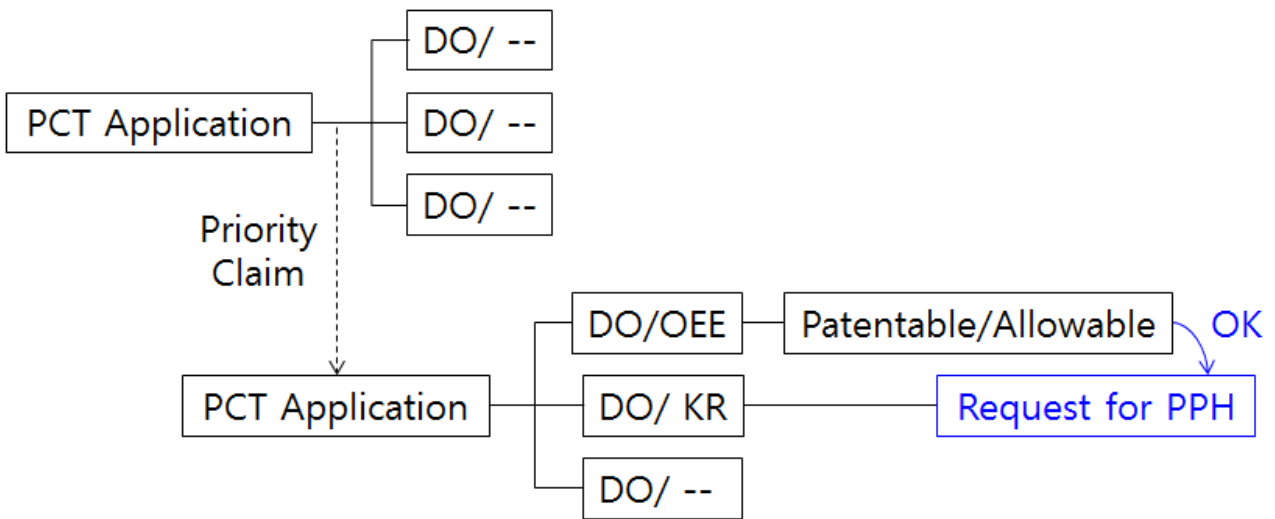 DO/ --
PCT Application
DO/ --
DO/ --
Priority
Claim
DO/OEE
Patentable/Allowable
OK
PCT Application
DO/ KR
Request for PPH
DO/ --